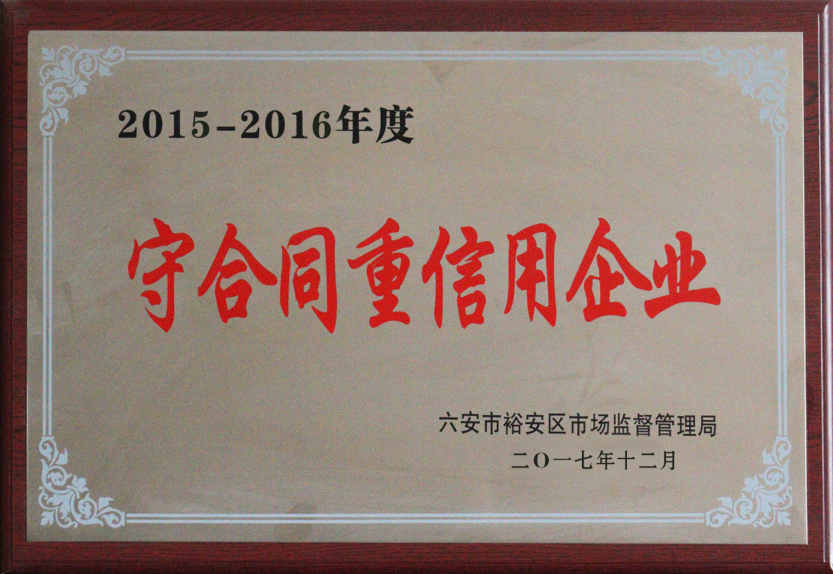 2015-2016年度
守合同重信用企业
六安市裕安区市场监督管理局
二〇一七年十二月